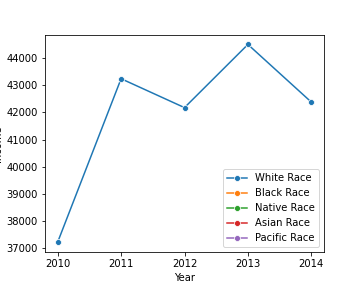 44000
43000
42000
41000
40000
39000
38000
37000
2010 2011 2012 2013 2014
Year
White Race
Black Race
Native Race
Asian Race
Pacific Race